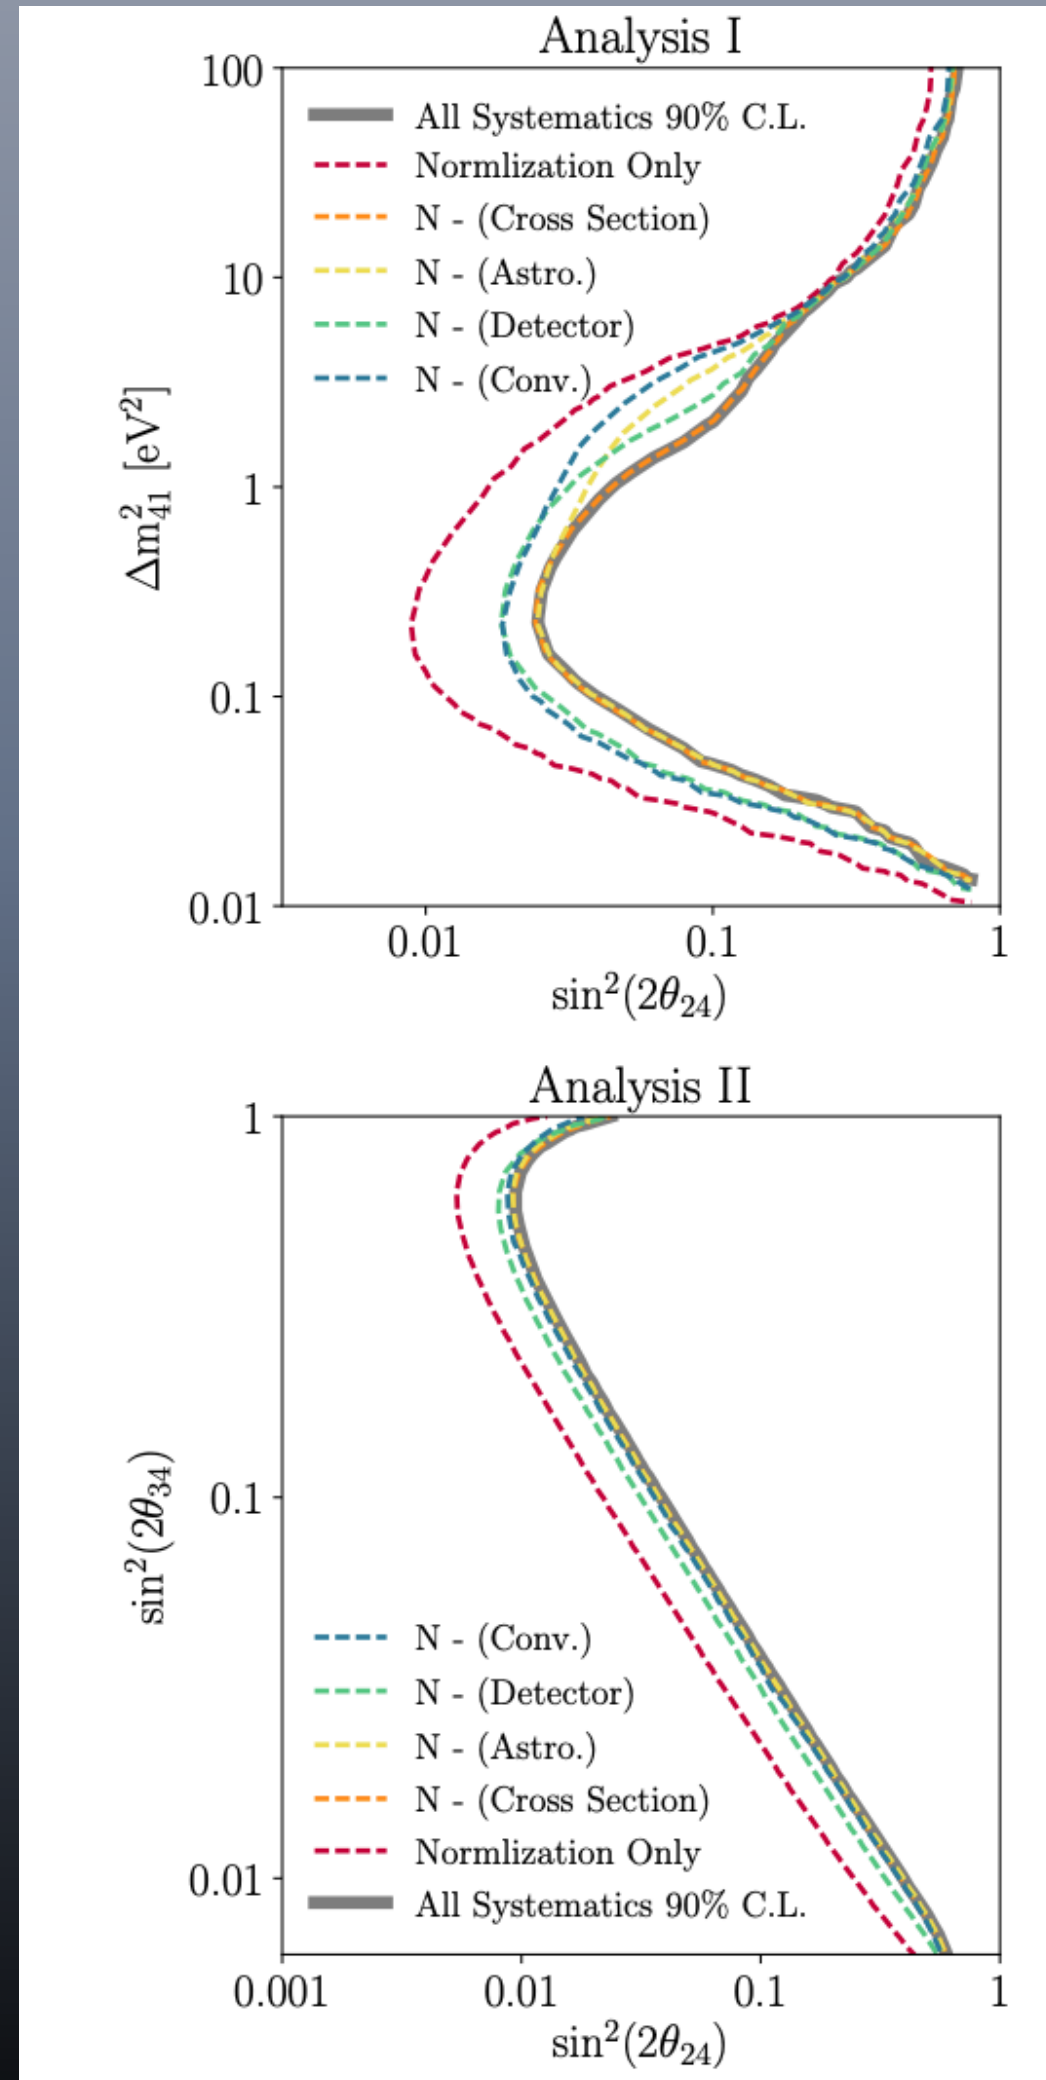 Analysis I
100
10
1
0.1
0.01
Δm²₄₁ [eV²]
All Systematics 90% C.L.
Normlization Only
N - (Cross Section)
N - (Astro.)
N - (Detector)
N - (Conv.)
0.01 0.1 1
sin²(2θ₂₄)
Analysis II
1
0.1
0.01
sin²(2θ₃₄)
N - (Conv.)
N - (Detector)
N - (Astro.)
N - (Cross Section)
Normlization Only
All Systematics 90% C.L.
0.001 0.01 0.1 1
sin²(2θ₂₄)